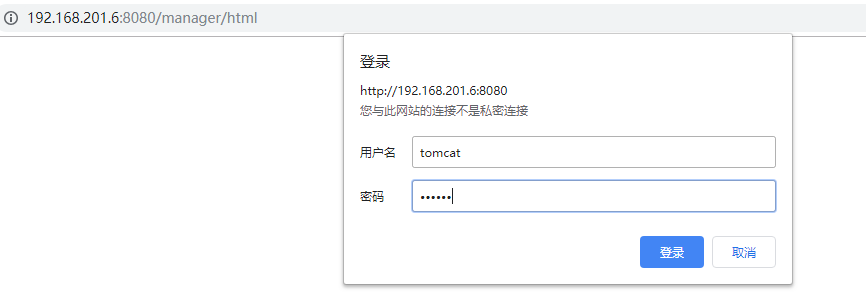 192.168.201.6:8080/manager/html
登录
http://192.168.201.6:8080
您与此网站的连接不是私密连接
用户名 tomcat
密码 ••••••
登录 取消